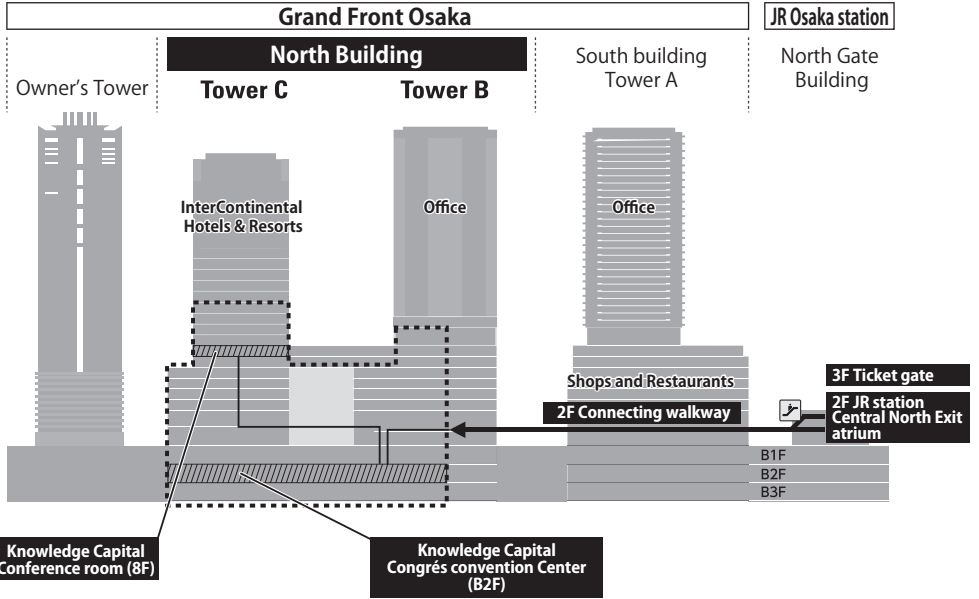 Grand Front Osaka
JR Osaka station
North Building
South building
Tower A
North Gate
Building
Owner's Tower
Tower C
Tower B
InterContinental
Hotels & Resorts
Office
Office
Shops and Restaurants
3F Ticket gate
2F Connecting walkway
2F JR station
Central North Exit
atrium
B1F
B2F
B3F
Knowledge Capital
Conference room (8F)
Knowledge Capital
Congrés convention Center
(B2F)